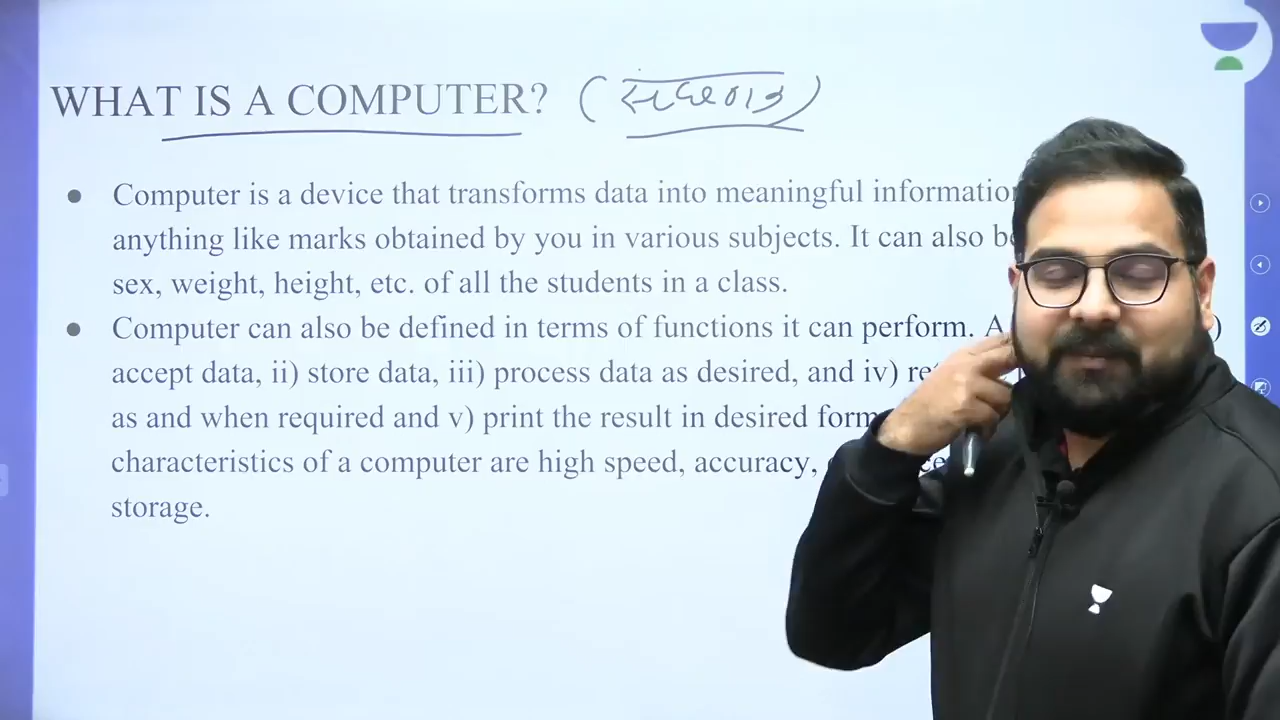 WHAT IS A COMPUTER?
● Computer is a device that transforms data into meaningful information
anything like marks obtained by you in various subjects. It can also be
sex, weight, height, etc. of all the students in a class.
● Computer can also be defined in terms of functions it can perform. A
accept data, ii) store data, iii) process data as desired, and iv)
as and when required and v) print the result in desired form
characteristics of a computer are high speed, accuracy,
storage.